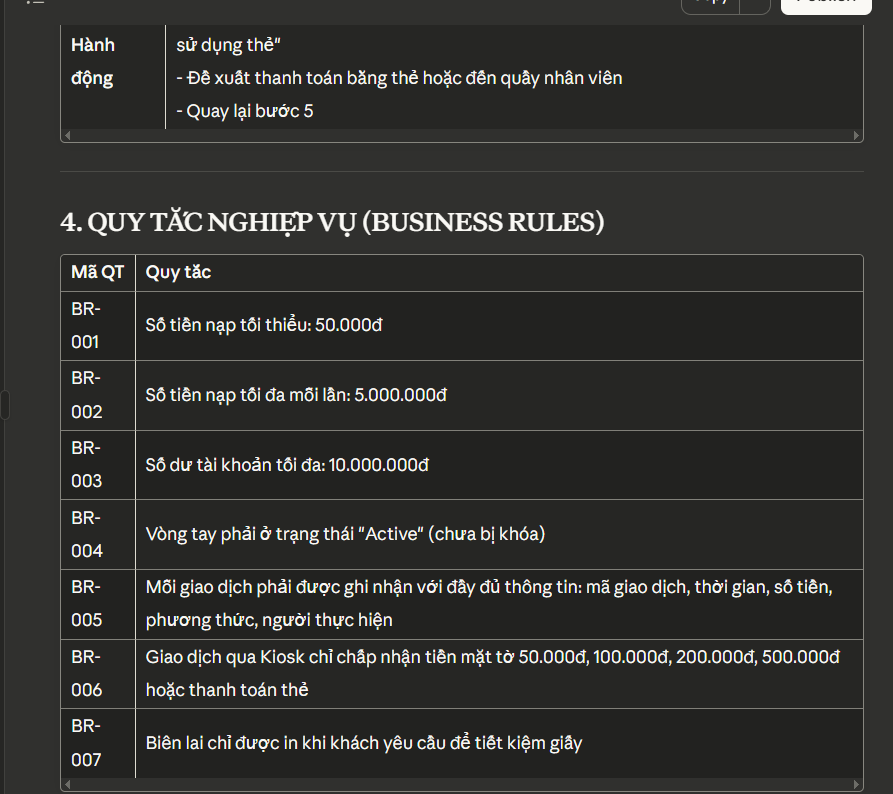 Hành
động
sử dụng thẻ"
- Đề xuất thanh toán bằng thẻ hoặc đến quầy nhân viên
- Quay lại bước 5
4. QUY TẮC NGHIỆP VỤ (BUSINESS RULES)
Mã QT Quy tắc
BR-
001
Số tiền nạp tối thiểu: 50.000đ
BR-
002
Số tiền nạp tối đa mỗi lần: 5.000.000đ
BR-
003
Số dư tài khoản tối đa: 10.000.000đ
BR-
004
Vòng tay phải ở trạng thái "Active" (chưa bị khóa)
BR-
005
Mỗi giao dịch phải được ghi nhận với đầy đủ thông tin: mã giao dịch, thời gian, số tiền,
phương thức, người thực hiện
BR-
006
Giao dịch qua Kiosk chỉ chấp nhận tiền mặt tờ 50.000đ, 100.000đ, 200.000đ, 500.000đ
hoặc thanh toán thẻ
BR-
007
Biên lai chỉ được in khi khách yêu cầu để tiết kiệm giấy